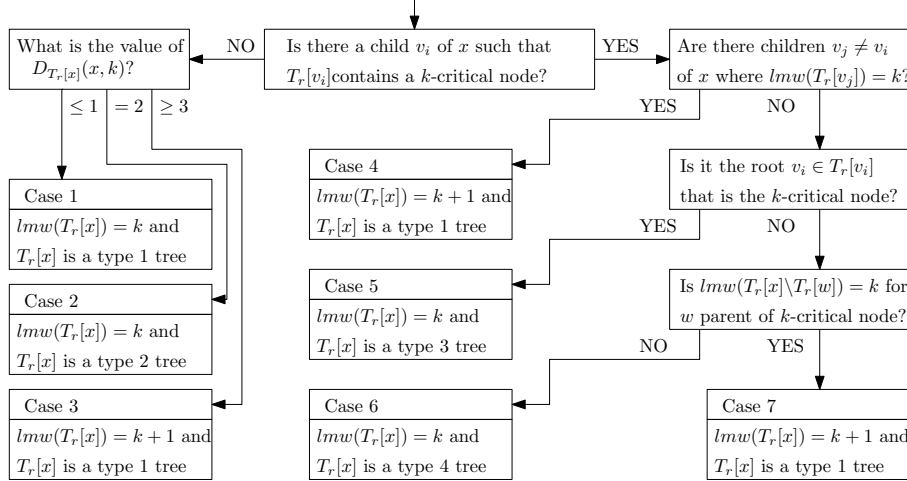 What is the value of
D_{T_r[x]}(x, k)?
NO
Is there a child v_i of x such that
T_r[v_i]contains a k-critical node?
YES
Are there children v_j ≠ v_i
of x where lmw(T_r[v_j]) = k?
≤ 1
= 2
≥ 3
YES
NO
Case 4
lmw(T_r[x]) = k + 1 and
T_r[x] is a type 1 tree
Is it the root v_i ∈ T_r[v_i]
that is the k-critical node?
Case 1
lmw(T_r[x]) = k and
T_r[x] is a type 1 tree
YES
NO
Case 5
lmw(T_r[x]) = k and
T_r[x] is a type 3 tree
Is lmw(T_r[x]\T_r[w]) = k for
w parent of k-critical node?
Case 2
lmw(T_r[x]) = k and
T_r[x] is a type 2 tree
NO
YES
Case 3
lmw(T_r[x]) = k + 1 and
T_r[x] is a type 1 tree
Case 6
lmw(T_r[x]) = k and
T_r[x] is a type 4 tree
Case 7
lmw(T_r[x]) = k + 1 and
T_r[x] is a type 1 tree